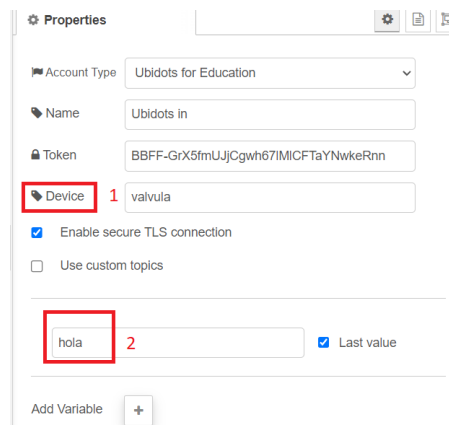 Properties
Account Type Ubidots for Education
Name Ubidots in
Token BBFF-GrX5fmUJjCgwh67lMlCFTaYNwkeRnn
Device 1 valvula
Enable secure TLS connection
Use custom topics
hola 2 Last value
Add Variable +